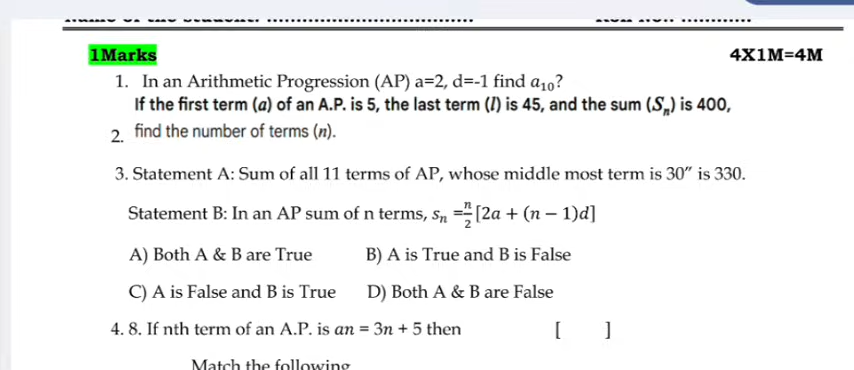 1Marks 4X1M=4M
1. In an Arithmetic Progression (AP) a=2, d=-1 find a₁₀?
If the first term (a) of an A.P. is 5, the last term (l) is 45, and the sum (Sₙ) is 400,
2. find the number of terms (n).
3. Statement A: Sum of all 11 terms of AP, whose middle most term is 30” is 330.
Statement B: In an AP sum of n terms, sₙ =n/2[2a + (n − 1)d]
A) Both A & B are True B) A is True and B is False
C) A is False and B is True D) Both A & B are False
4. 8. If nth term of an A.P. is an = 3n + 5 then [ ]
Match the following